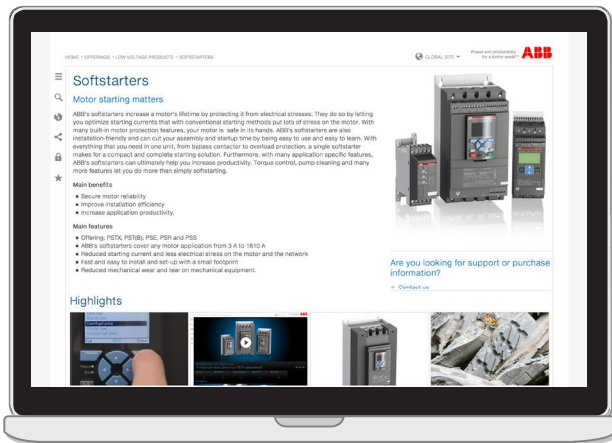 HOME * OFFERINGS * LOW VOLTAGE PRODUCTS * SOFTSTARTERS
GLOBAL SITE
Power and productivity
for a better world™
ABB
Softstarters
Motor starting matters
ABB's softstarters increase a motor's lifetime by protecting it from electrical stresses. They do so by letting
you optimize starting currents that with conventional starting methods put lots of stress on the motor. With
many built-in motor protection features, your motor is safe in its hands. ABB's softstarters are also
installation-friendly and can cut your assembly and startup time by being easy to use and easy to learn. With
everything that you need in one unit, from bypass contactor to overload protection, a single softstarter
makes for a compact and complete starting solution. Furthermore, with many application specific features,
ABB's softstarters can ultimately help you increase productivity. Torque control, pump cleaning and many
more features let you do more than simply softstarting.
Main benefits
• Secure motor reliability
• Improve installation efficiency
• Increase application productivity.
Main features
• Offering: PSTX, PST(B), PSE, PSR and PSS
• ABB's softstarters cover any motor application from 3 A to 1810 A
• Reduced starting current and less electrical stress on the motor and the network
• Fast and easy to install and set-up with a small footprint
• Reduced mechanical wear and tear on mechanical equipment.
Are you looking for support or purchase
information?
Contact us
Highlights
Centrifugal pump